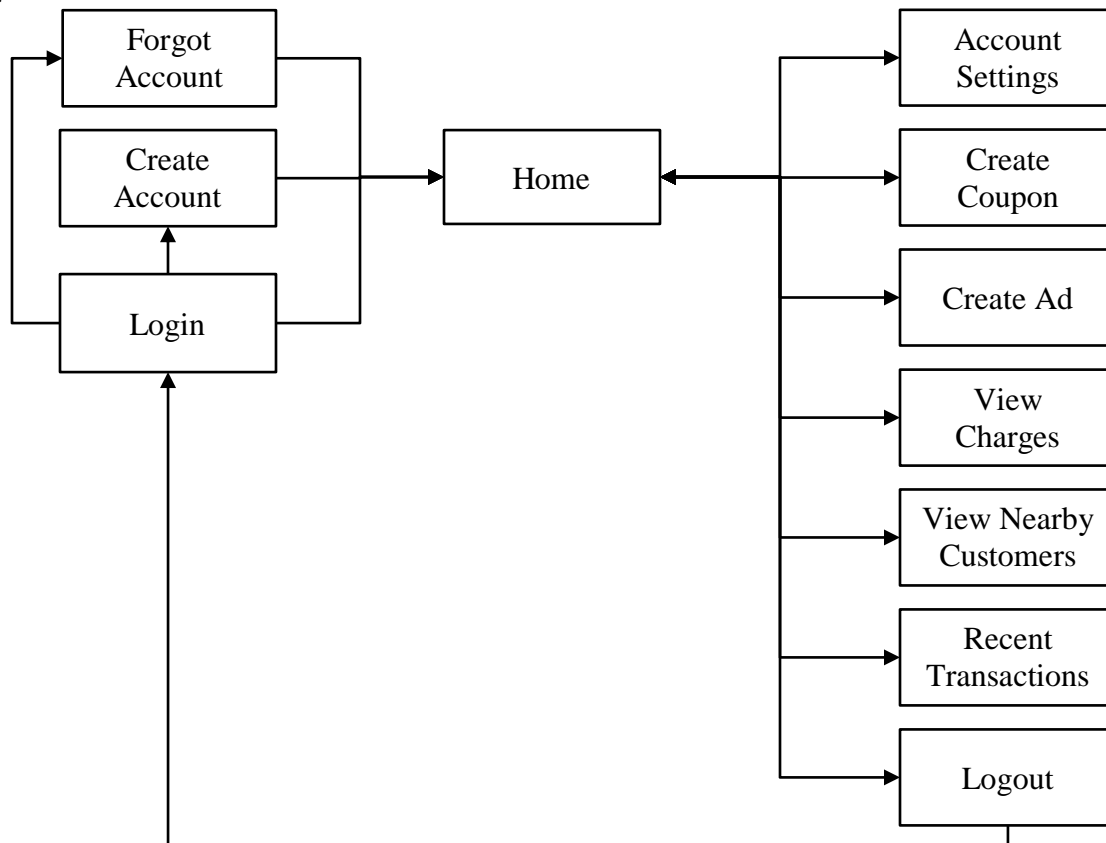 Forgot
Account
Create
Account
Login
Home
Account
Settings
Create
Coupon
Create Ad
View
Charges
View Nearby
Customers
Recent
Transactions
Logout